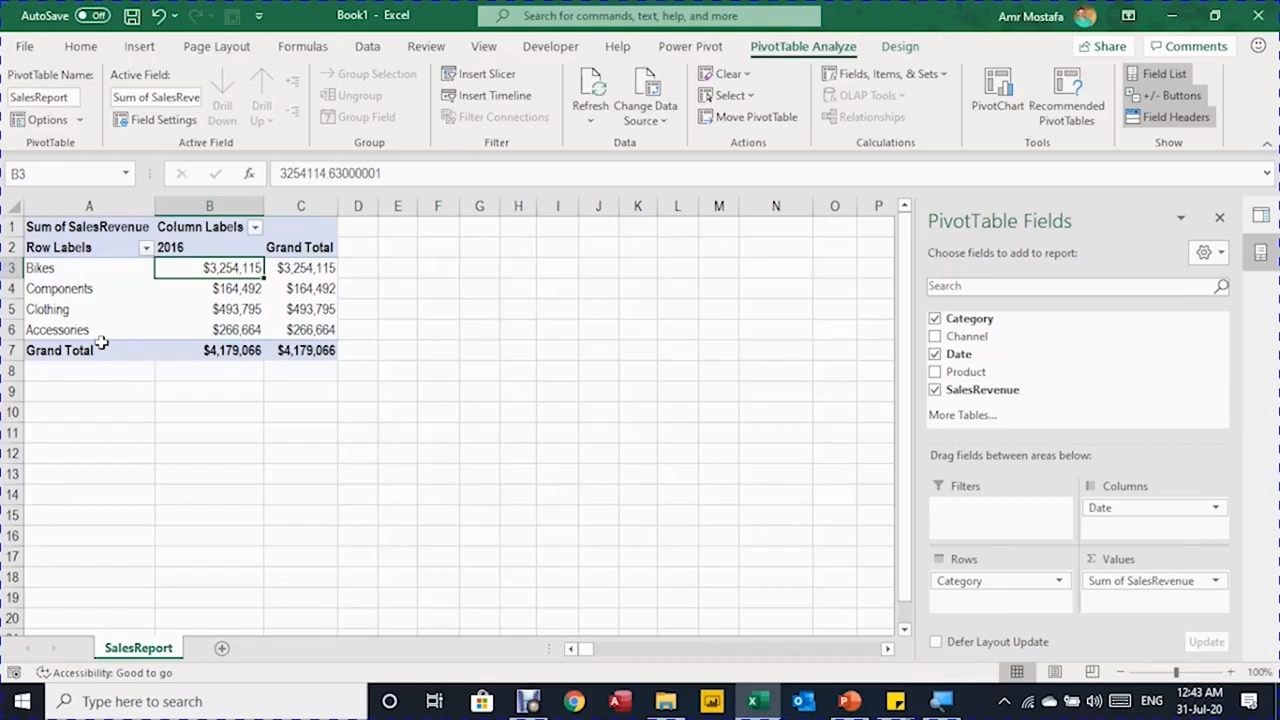 AutoSave Off Book1 - Excel Search for commands, text, help, and more Amr Mostafa
File Home Insert Page Layout Formulas Data Review View Developer Help Power Pivot PivotTable Analyze Design Share Comments
PivotTable Name:
SalesReport
Options
PivotTable
Active Field:
Sum of SalesReve
Field Settings
Drill
Down
Drill
Up
Active Field
Group Selection
Ungroup
Group Field
Group
Insert Slicer
Insert Timeline
Filter Connections
Filter
Refresh
Change Data
Source
Data
Clear
Select
Move PivotTable
Actions
Fields, Items, & Sets
OLAP Tools
Relationships
Calculations
PivotChart
Recommended
PivotTables
Tools
Field List
+/- Buttons
Field Headers
Show
B3 fx 3254114.63000001
A B C D E F G H I J K L M N O P
1 Sum of SalesRevenue Column Labels
2 Row Labels 2016 Grand Total
3 Bikes $3,254,115 $3,254,115
4 Components $164,492 $164,492
5 Clothing $493,795 $493,795
6 Accessories $266,664 $266,664
7 Grand Total $4,179,066 $4,179,066
8
9
10
11
12
13
14
15
16
17
18
19
20
PivotTable Fields
Choose fields to add to report:
Search
Category
Channel
Date
Product
SalesRevenue
More Tables...
Drag fields between areas below:
Filters
Columns
Date
Rows
Category
Σ Values
Sum of SalesRevenue
Defer Layout Update Update
SalesReport
Accessibility: Good to go 100%
Type here to search ENG 12:43 AM
31-Jul-20